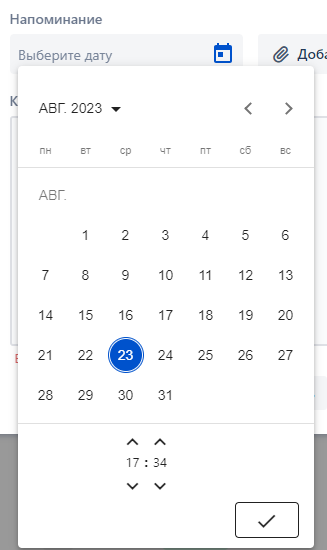 Напоминание
Выберите дату
АВГ. 2023
пн вт ср чт пт сб вс
АВГ.
1 2 3 4 5 6
7 8 9 10 11 12 13
14 15 16 17 18 19 20
21 22 23 24 25 26 27
28 29 30 31
17 : 34